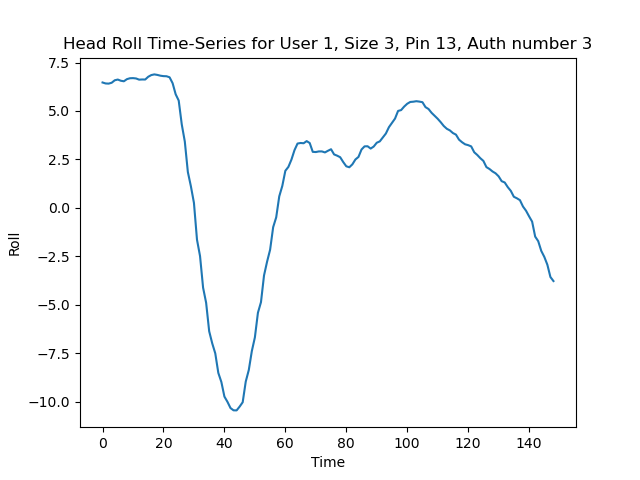 Head Roll Time-Series for User 1, Size 3, Pin 13, Auth number 3
7.5
5.0
2.5
0.0
−2.5
−5.0
−7.5
−10.0
Roll
0 20 40 60 80 100 120 140
Time